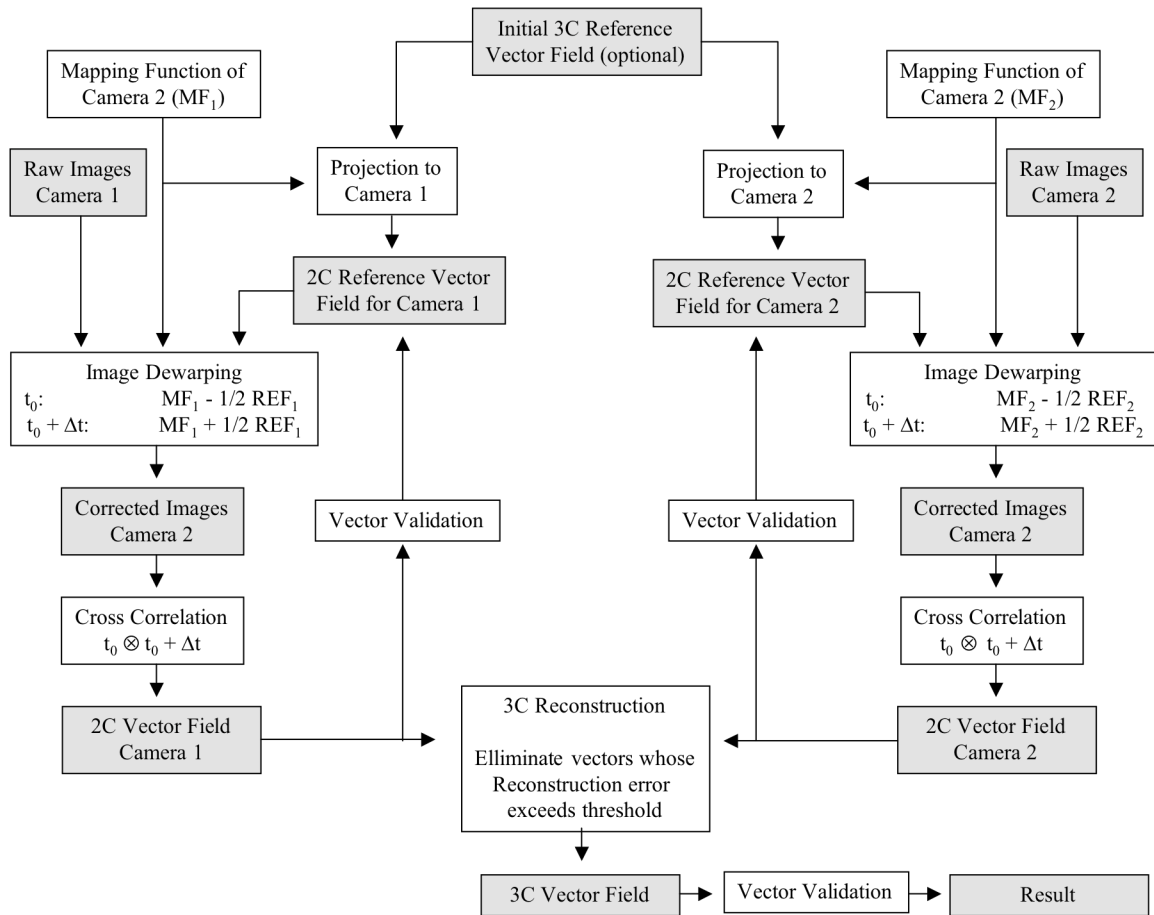 Initial 3C Reference
Vector Field (optional)
Mapping Function of
Camera 2 (MF₁)
Mapping Function of
Camera 2 (MF₂)
Raw Images
Camera 1
Projection to
Camera 1
Projection to
Camera 2
Raw Images
Camera 2
2C Reference Vector
Field for Camera 1
2C Reference Vector
Field for Camera 2
Image Dewarping
t₀: MF₁ - 1/2 REF₁
t₀ + Δt: MF₁ + 1/2 REF₁
Image Dewarping
t₀: MF₂ - 1/2 REF₂
t₀ + Δt: MF₂ + 1/2 REF₂
Corrected Images
Camera 2
Vector Validation
Vector Validation
Corrected Images
Camera 2
Cross Correlation
t₀ ⊗ t₀ + Δt
Cross Correlation
t₀ ⊗ t₀ + Δt
2C Vector Field
Camera 1
3C Reconstruction
Elliminate vectors whose
Reconstruction error
exceeds threshold
2C Vector Field
Camera 2
3C Vector Field
Vector Validation
Result